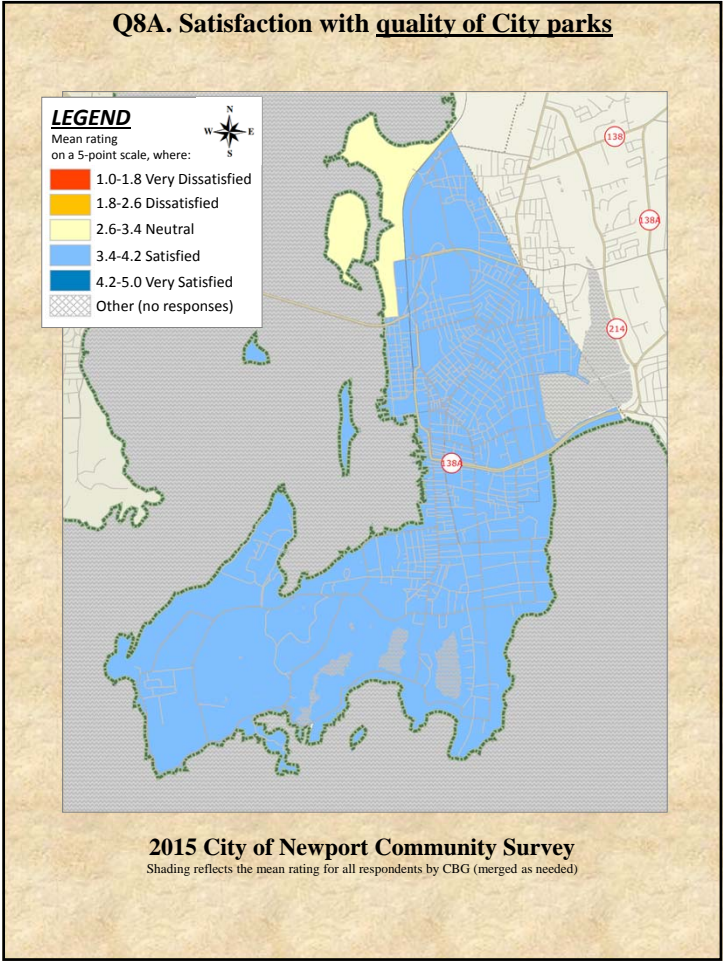 Q8A. Satisfaction with quality of City parks
LEGEND
Mean rating
on a 5-point scale, where:
N
W E
S
1.0-1.8 Very Dissatisfied
1.8-2.6 Dissatisfied
2.6-3.4 Neutral
3.4-4.2 Satisfied
4.2-5.0 Very Satisfied
Other (no responses)
138
138A
214
138A
2015 City of Newport Community Survey
Shading reflects the mean rating for all respondents by CBG (merged as needed)